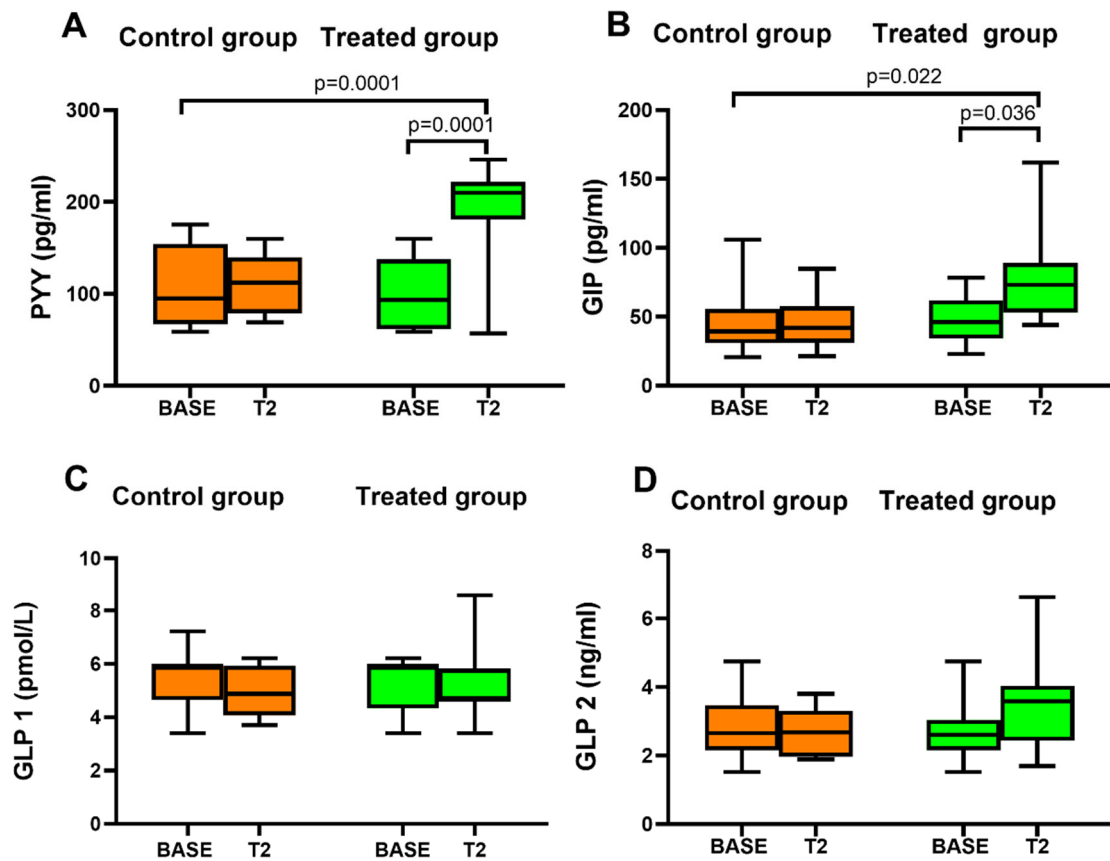 A
Control group Treated group
p=0.0001
p=0.0001
PYY (pg/ml)
300
200
100
0
BASE T2 BASE T2
B
Control group Treated group
p=0.022
p=0.036
GIP (pg/ml)
200
150
100
50
0
BASE T2 BASE T2
C
Control group Treated group
GLP 1 (pmol/L)
10
8
6
4
2
0
BASE T2 BASE T2
D
Control group Treated group
GLP 2 (ng/ml)
8
6
4
2
0
BASE T2 BASE T2